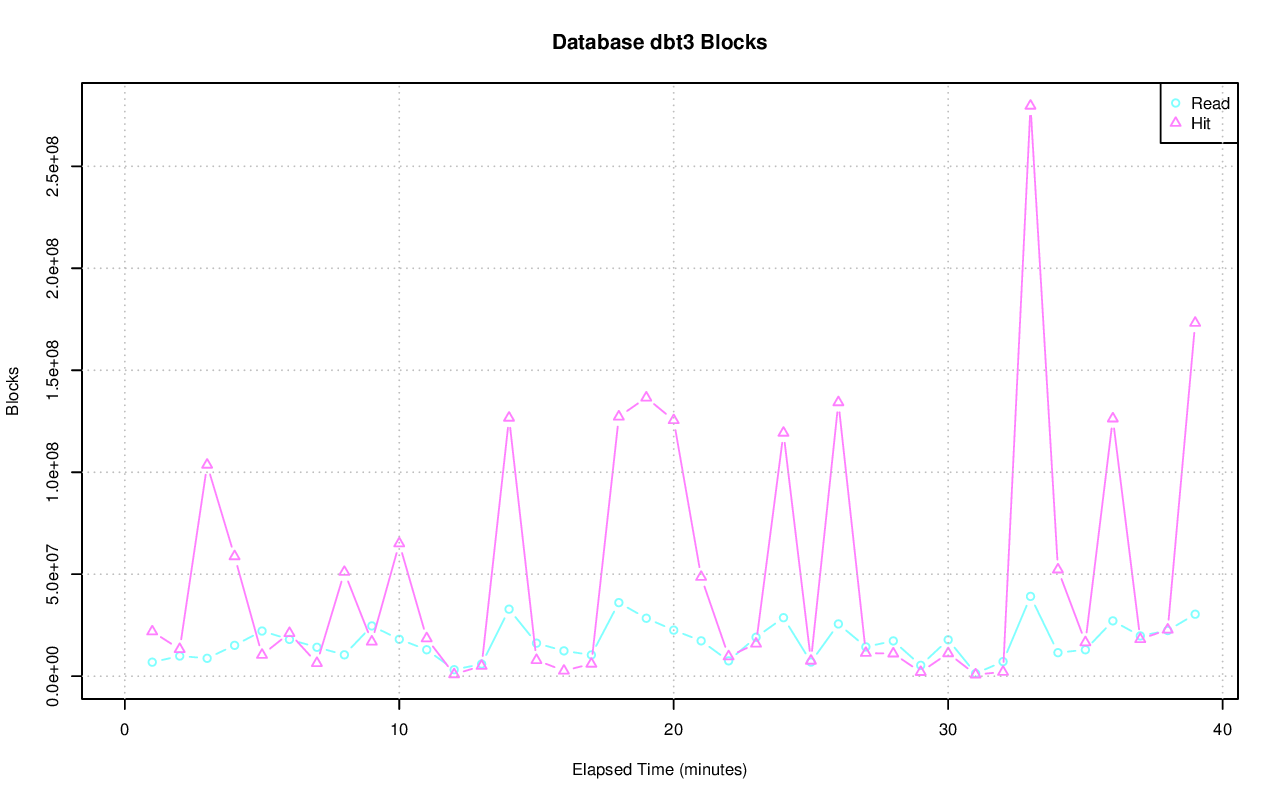 Database dbt3 Blocks
Read
Hit
Blocks
2.5e+08
2.0e+08
1.5e+08
1.0e+08
5.0e+07
0.0e+00
0 10 20 30 40
Elapsed Time (minutes)